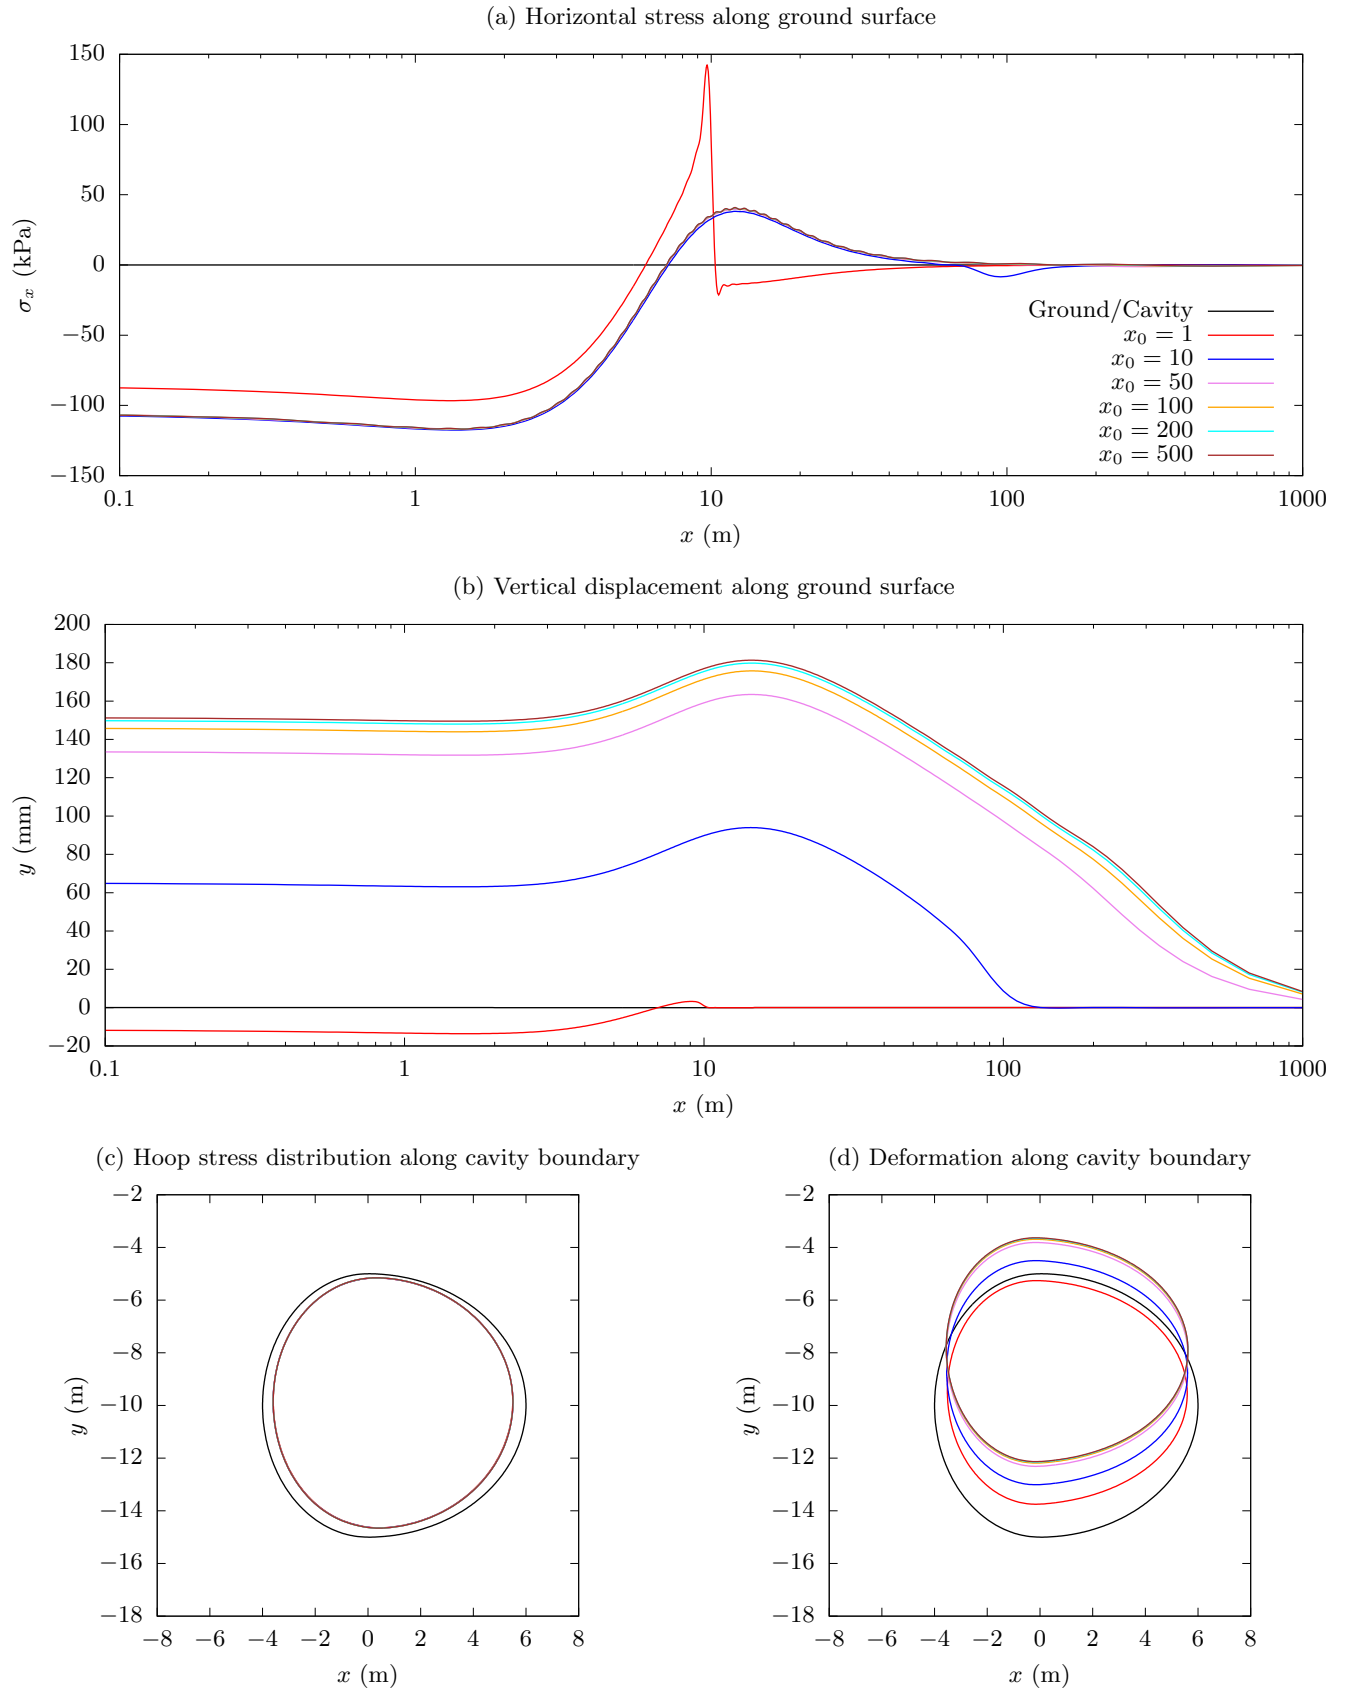 (a) Horizontal stress along ground surface
150
100
50
0
−50
−100
−150
σx (kPa)
0.1 1 10 100 1000
x (m)
Ground/Cavity
x0 = 1
x0 = 10
x0 = 50
x0 = 100
x0 = 200
x0 = 500
(b) Vertical displacement along ground surface
200
180
160
140
120
100
80
60
40
20
0
−20
y (mm)
0.1 1 10 100 1000
x (m)
(c) Hoop stress distribution along cavity boundary
−2
−4
−6
−8
−10
−12
−14
−16
−18
y (m)
−8 −6 −4 −2 0 2 4 6 8
x (m)
(d) Deformation along cavity boundary
−2
−4
−6
−8
−10
−12
−14
−16
−18
y (m)
−8 −6 −4 −2 0 2 4 6 8
x (m)